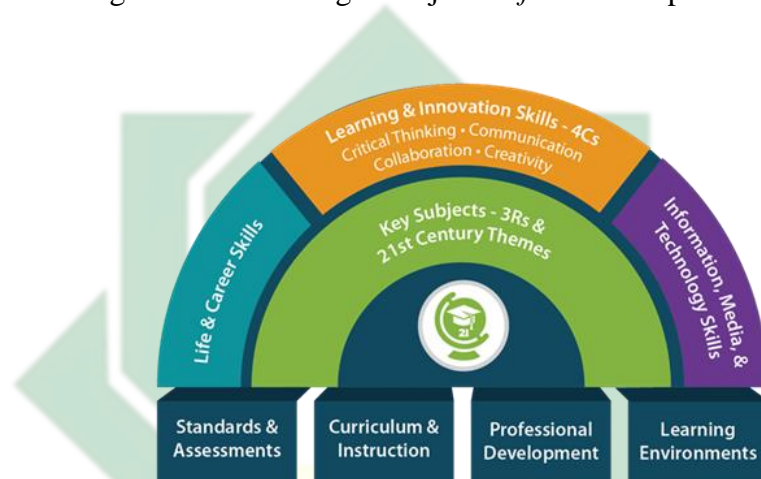 Learning & Innovation Skills - 4Cs
Critical Thinking • Communication
Collaboration • Creativity
Life & Career Skills
Key Subjects - 3Rs &
21st Century Themes
Information, Media, &
Technology Skills
21
Standards &
Assessments
Curriculum &
Instruction
Professional
Development
Learning
Environments